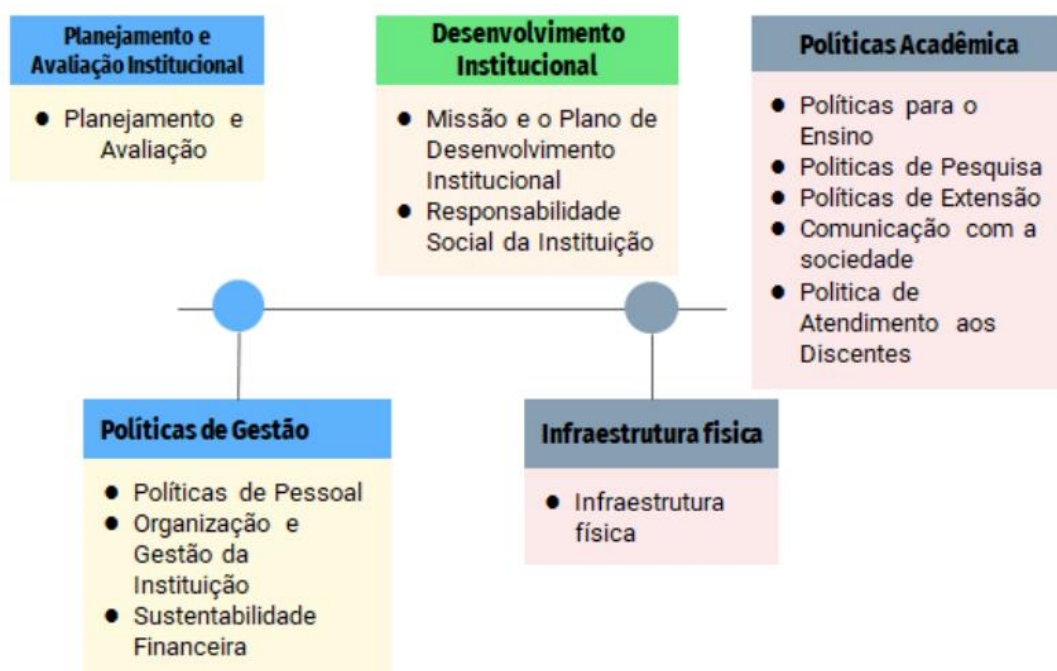 Planejamento e
Avaliação Institucional
● Planejamento e
Avaliação
Desenvolvimento
Institucional
● Missão e o Plano de
Desenvolvimento
Institucional
● Responsabilidade
Social da Instituição
Políticas Acadêmica
● Políticas para o
Ensino
● Politicas de Pesquisa
● Políticas de Extensão
● Comunicação com a
sociedade
● Politica de
Atendimento aos
Discentes
Políticas de Gestão
● Políticas de Pessoal
● Organização e
Gestão da
Instituição
● Sustentabilidade
Financeira
Infraestrutura fisica
● Infraestrutura
física